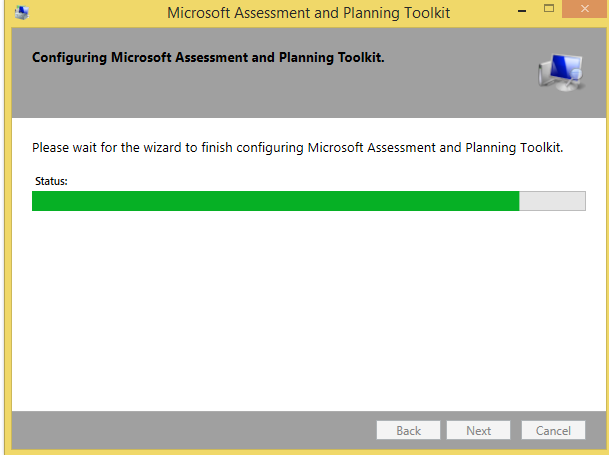 Microsoft Assessment and Planning Toolkit
Configuring Microsoft Assessment and Planning Toolkit.
Please wait for the wizard to finish configuring Microsoft Assessment and Planning Toolkit.
Status:
Back Next Cancel